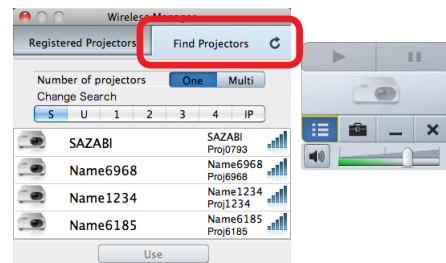 Wireless Manager
Registered Projectors Find Projectors
Number of projectors One Multi
Change Search
S U 1 2 3 4 IP
SAZABI SAZABI
Proj0793
Name6968 Name6968
Proj6968
Name1234 Name1234
Proj1234
Name6185 Name6185
Proj6185
Use